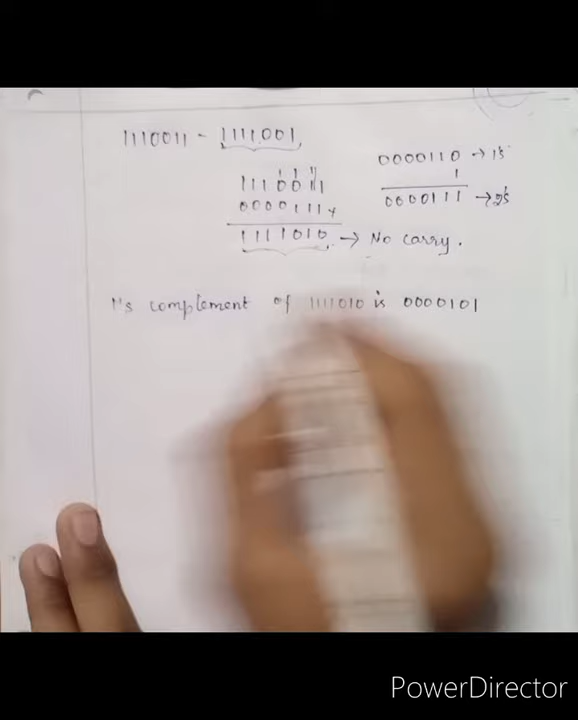 1110011 - 1111001
0000110 → 1's
1
0000111 → 2's
1110011
0000111 +
1111010 → No carry.
1's complement of 1111010 is 0000101
PowerDirector